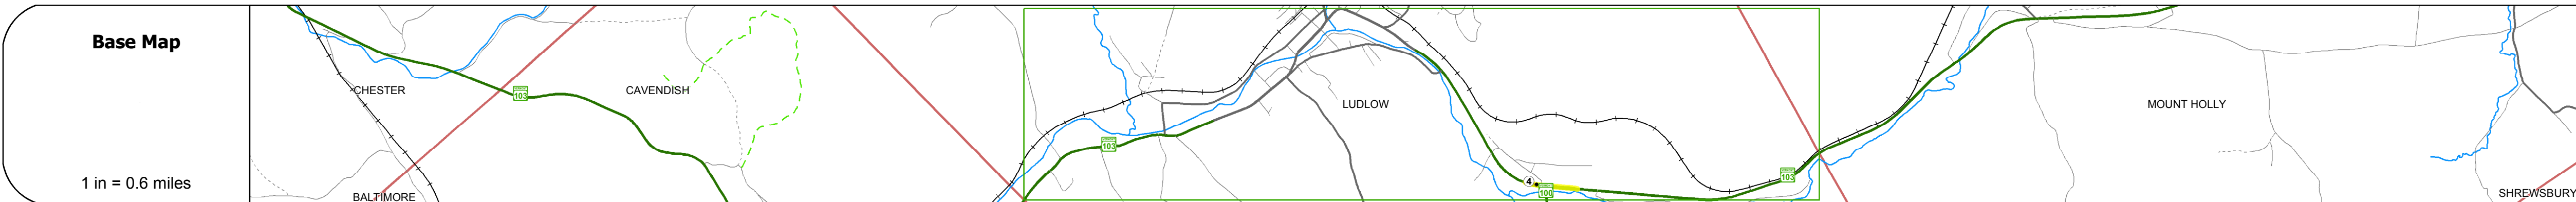 Base Map
1 in = 0.6 miles
CHESTER
BALTIMORE
103
CAVENDISH
103
LUDLOW
4
100
103
MOUNT HOLLY
SHREWSBURY